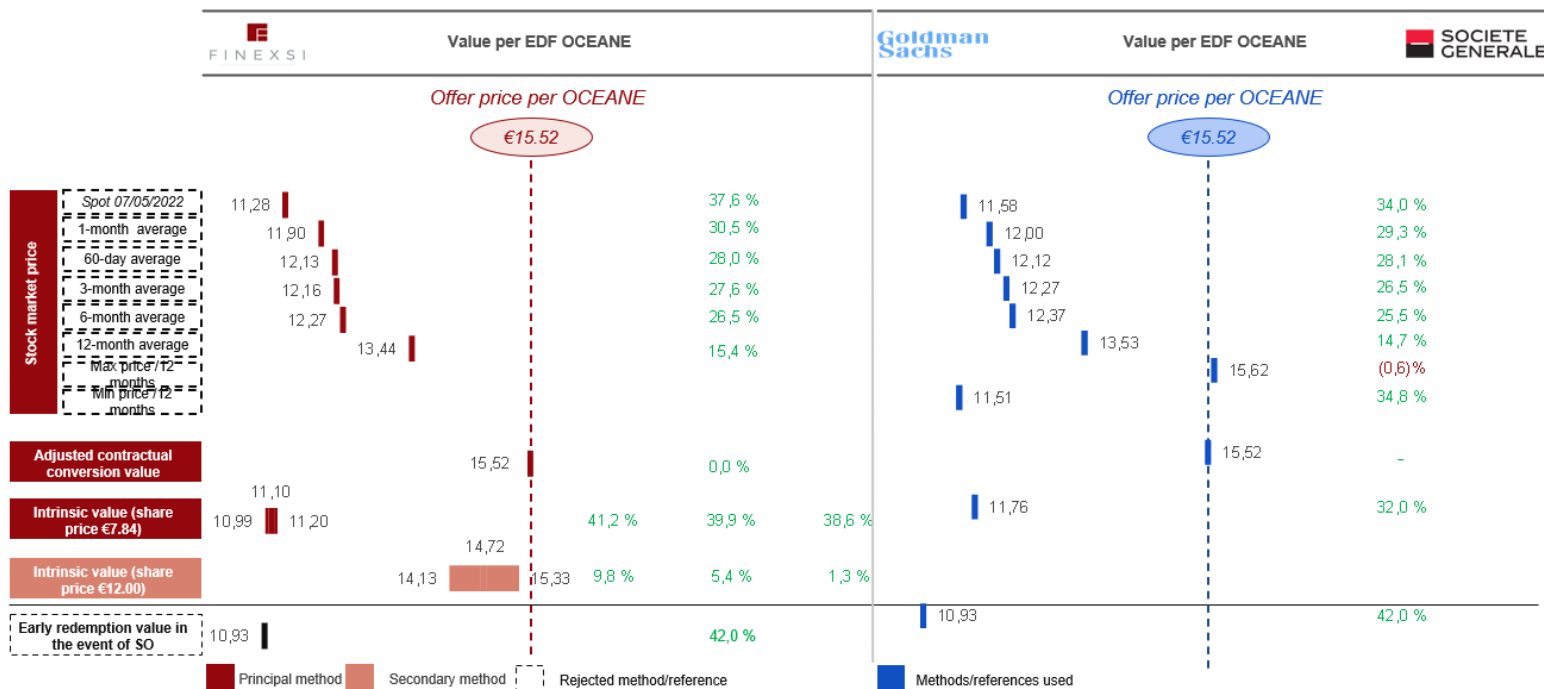 FINEXSI
Value per EDF OCEANE
Goldman
Sachs
Value per EDF OCEANE
SOCIETE
GENERALE
Offer price per OCEANE
Offer price per OCEANE
€15.52
€15.52
Stock market price
Spot 07/05/2022
11,28
37,6 %
11,58
34,0 %
1-month average
11,90
30,5 %
12,00
29,3 %
60-day average
12,13
28,0 %
12,12
28,1 %
3-month average
12,16
27,6 %
12,27
26,5 %
6-month average
12,27
26,5 %
12,37
25,5 %
12-month average
13,44
15,4 %
13,53
14,7 %
Max price /12
months
15,62
(0,6)%
Min price /12
months
11,51
34,8 %
Adjusted contractual
conversion value
15,52
0,0 %
15,52
–
Intrinsic value (share
price €7.84)
11,10
10,99
11,20
41,2 %
39,9 %
38,6 %
11,76
32,0 %
Intrinsic value (share
price €12.00)
14,72
14,13
15,33
9,8 %
5,4 %
1,3 %
Early redemption value in
the event of SO
10,93
42,0 %
10,93
42,0 %
Principal method
Secondary method
Rejected method/reference
Methods/references used